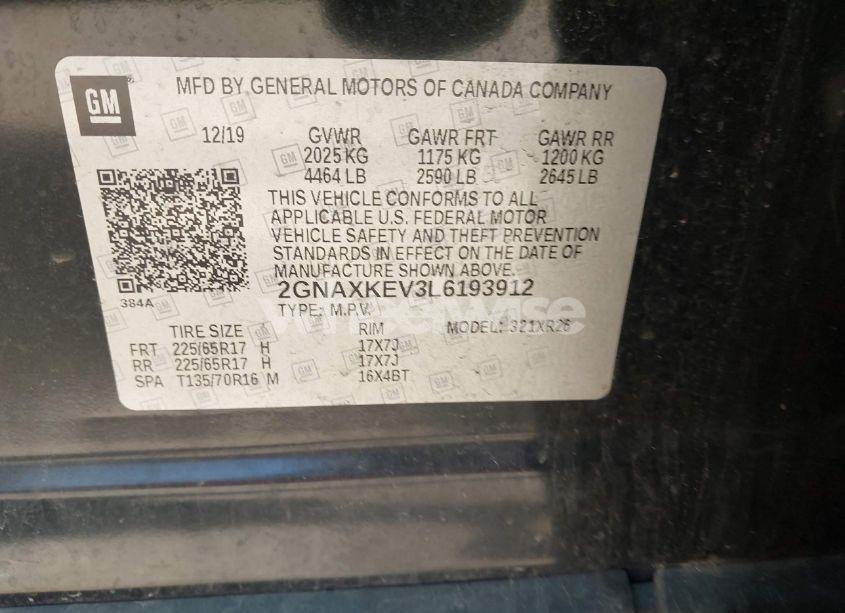 GM
MFD BY GENERAL MOTORS OF CANADA COMPANY
12/19 GVWR GAWR FRT GAWR RR
2025 KG 1175 KG 1200 KG
4464 LB 2590 LB 2645 LB
THIS VEHICLE CONFORMS TO ALL
APPLICABLE U.S. FEDERAL MOTOR
VEHICLE SAFETY AND THEFT PREVENTION
STANDARDS IN EFFECT ON THE DATE OF
MANUFACTURE SHOWN ABOVE.
384A
2GNAXKEV3L6193912
TYPE: M.P.V. MODEL: 321XR26
TIRE SIZE RIM
FRT 225/65R17 H 17X7J
RR 225/65R17 H 17X7J
SPA T135/70R16 M 16X4BT